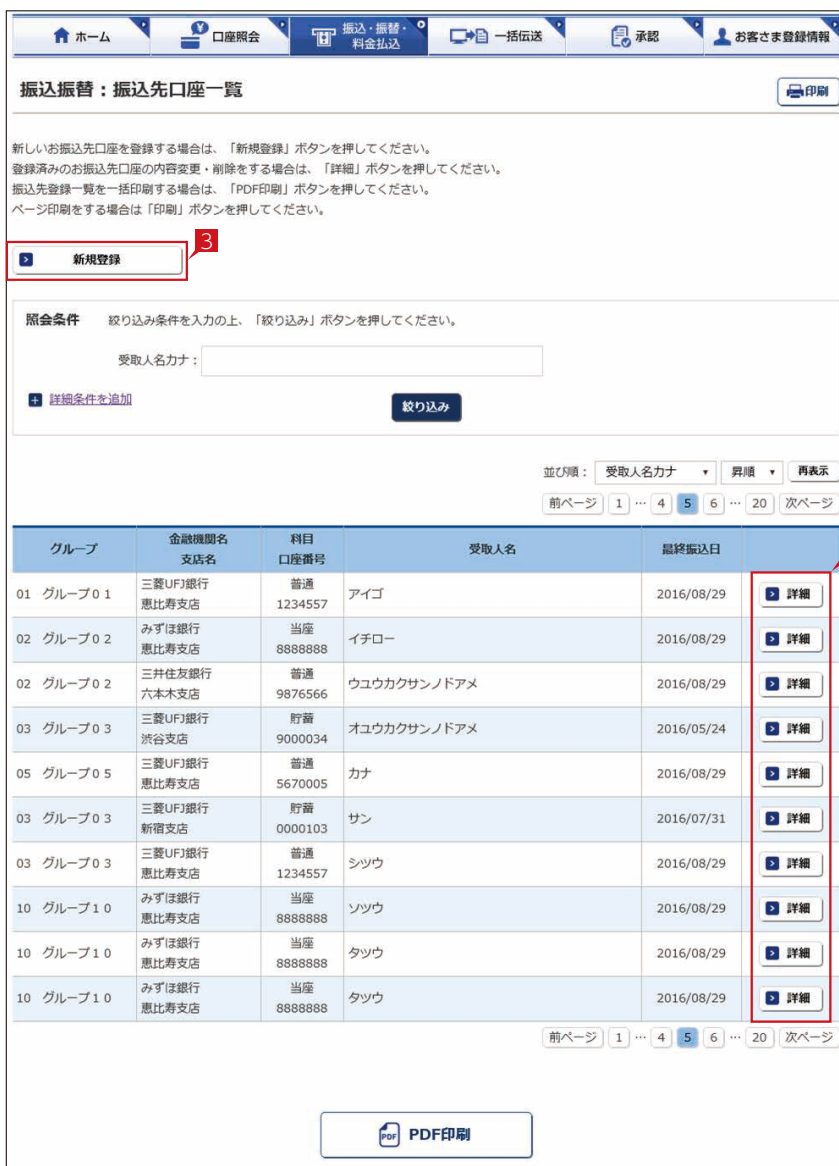 ホーム 口座照会 振込・振替・料金払込 一括伝送 承認 お客さま登録情報
振込振替：振込先口座一覧 印刷
新しいお振込先口座を登録する場合は、「新規登録」ボタンを押してください。
登録済みのお振込先口座の内容変更・削除をする場合は、「詳細」ボタンを押してください。
振込先登録一覧を一括印刷する場合は、「PDF印刷」ボタンを押してください。
ページ印刷をする場合は「印刷」ボタンを押してください。
新規登録 3
照会条件 絞り込み条件を入力の上、「絞り込み」ボタンを押してください。
受取人名カナ：
詳細条件を追加 絞り込み
並び順： 受取人名カナ 昇順 再表示
前ページ 1 … 4 5 6 … 20 次ページ
グループ 金融機関名 科目 受取人名 最終振込日
支店名 口座番号
01 グループ０１ 三菱UFJ銀行 普通 アイゴ 2016/08/29 詳細
恵比寿支店 1234557
02 グループ０２ みずほ銀行 当座 イチロー 2016/08/29 詳細
恵比寿支店 8888888
02 グループ０２ 三井住友銀行 普通 ウユウカクサンノドアメ 2016/08/29 詳細
六本木支店 9876566
03 グループ０３ 三菱UFJ銀行 貯蓄 オユウカクサンノドアメ 2016/05/24 詳細
渋谷支店 9000034
05 グループ０５ 三菱UFJ銀行 普通 カナ 2016/08/29 詳細
恵比寿支店 5670005
03 グループ０３ 三菱UFJ銀行 貯蓄 サン 2016/07/31 詳細
新宿支店 0000103
03 グループ０３ 三菱UFJ銀行 普通 シツウ 2016/08/29 詳細
恵比寿支店 1234557
10 グループ１０ みずほ銀行 当座 ソツウ 2016/08/29 詳細
恵比寿支店 8888888
10 グループ１０ みずほ銀行 当座 タツウ 2016/08/29 詳細
恵比寿支店 8888888
10 グループ１０ みずほ銀行 当座 タツウ 2016/08/29 詳細
恵比寿支店 8888888
前ページ 1 … 4 5 6 … 20 次ページ
PDF PDF印刷